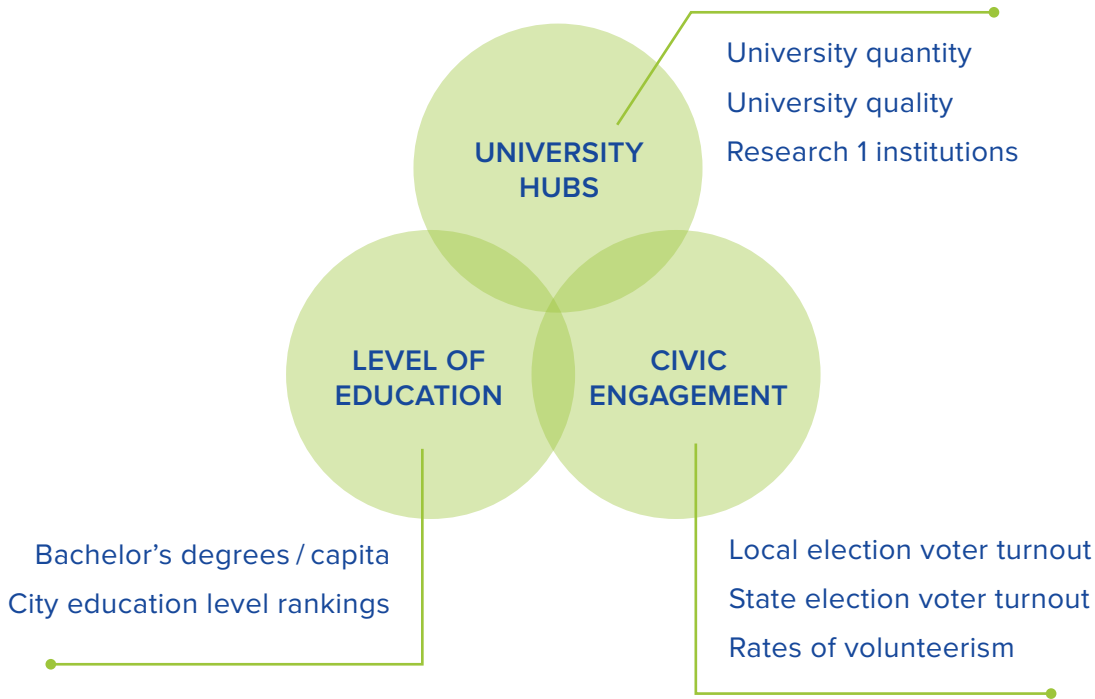 University quantity
University quality
Research 1 institutions
UNIVERSITY
HUBS
LEVEL OF
EDUCATION
CIVIC
ENGAGEMENT
Bachelor’s degrees / capita
City education level rankings
Local election voter turnout
State election voter turnout
Rates of volunteerism